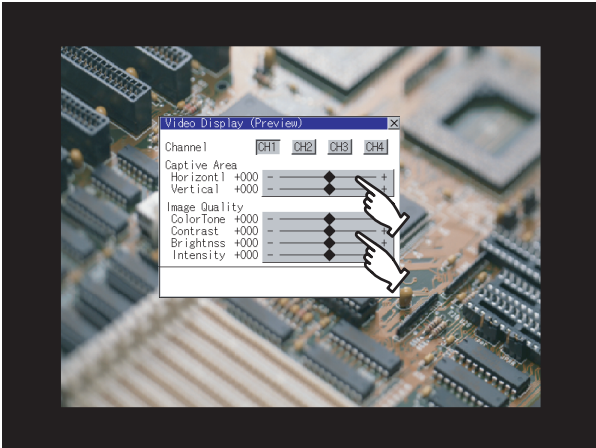 Video Display (Preview) ×
Channel CH1 CH2 CH3 CH4
Captive Area
Horizontl +000 - +
Vertical +000 - +
Image Quality
ColorTone +000 - +
Contrast +000 - +
Brightnss +000 - +
Intensity +000 - +